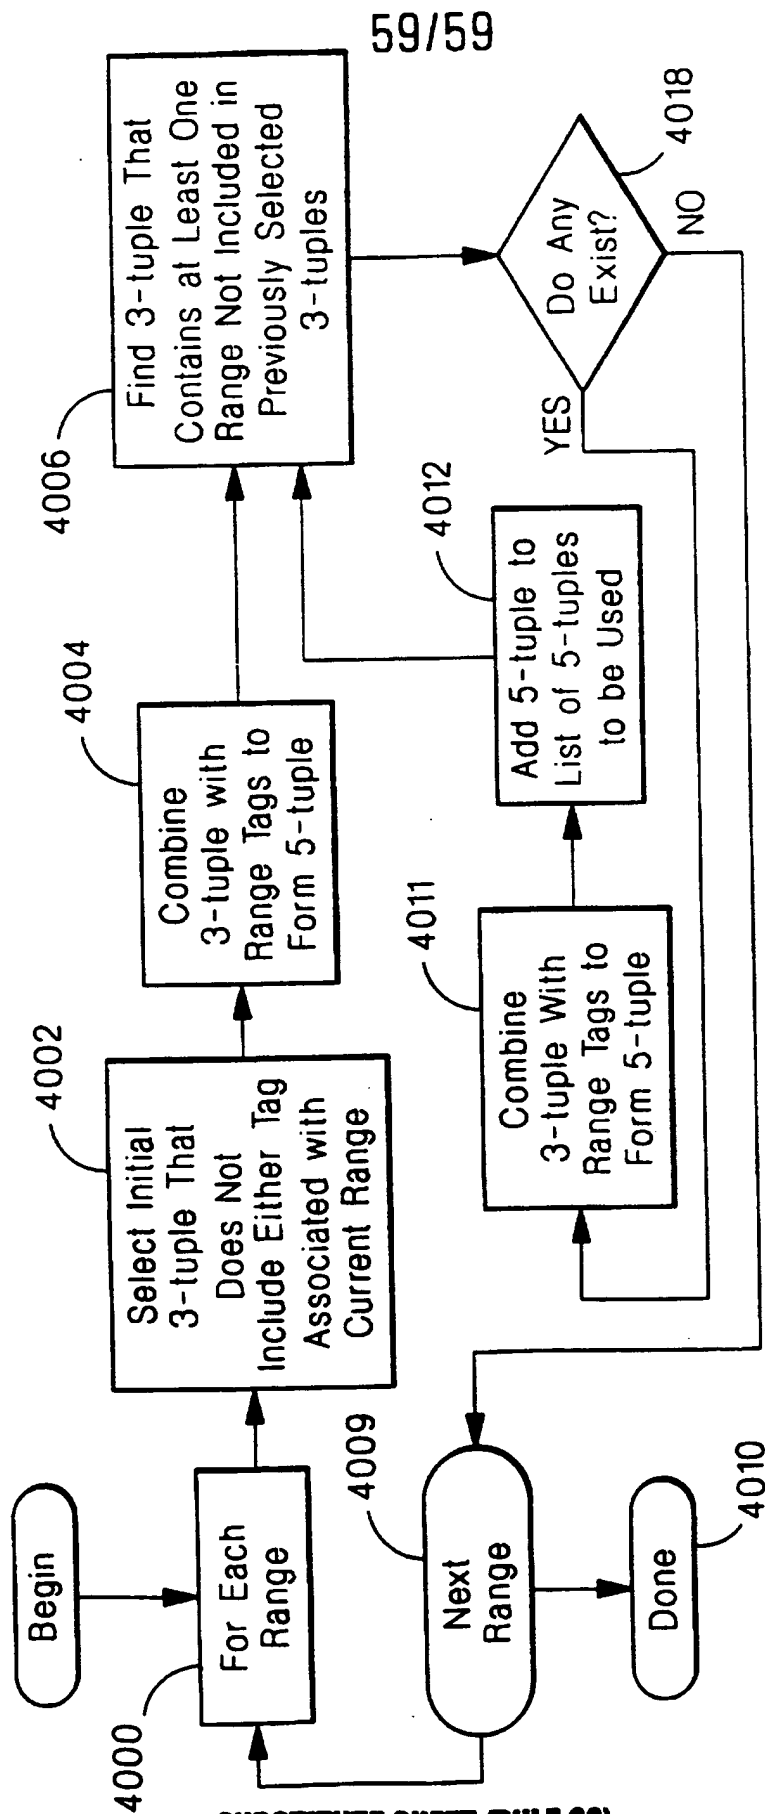 59/59
Begin
4000
For Each
Range
4002
Select Initial
3-tuple That
Does Not
Include Either Tag
Associated with
Current Range
4004
Combine
3-tuple with
Range Tags to
Form 5-tuple
4006
Find 3-tuple That
Contains at Least One
Range Not Included in
Previously Selected
3-tuples
4018
Do Any
Exist?
YES
NO
4011
Combine
3-tuple With
Range Tags to
Form 5-tuple
4012
Add 5-tuple to
List of 5-tuples
to be Used
4009
Next
Range
4010
Done